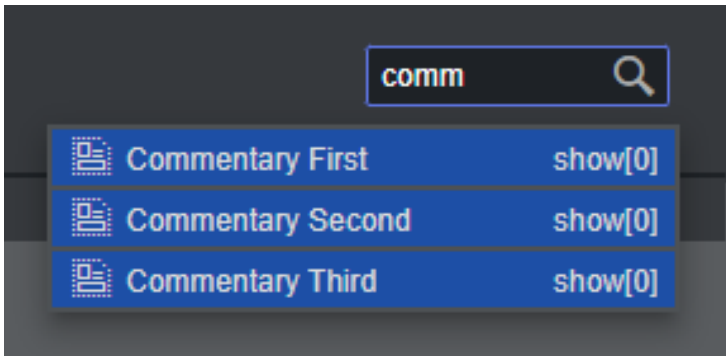 comm
Commentary First show[0]
Commentary Second show[0]
Commentary Third show[0]